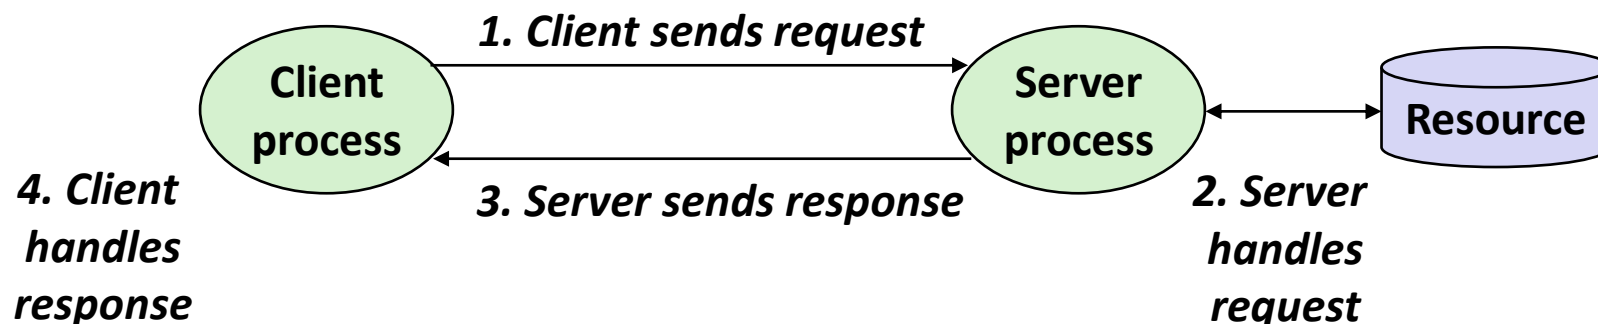 1. Client sends request
Client
process
Server
process
Resource
3. Server sends response
4. Client
handles
response
2. Server
handles
request